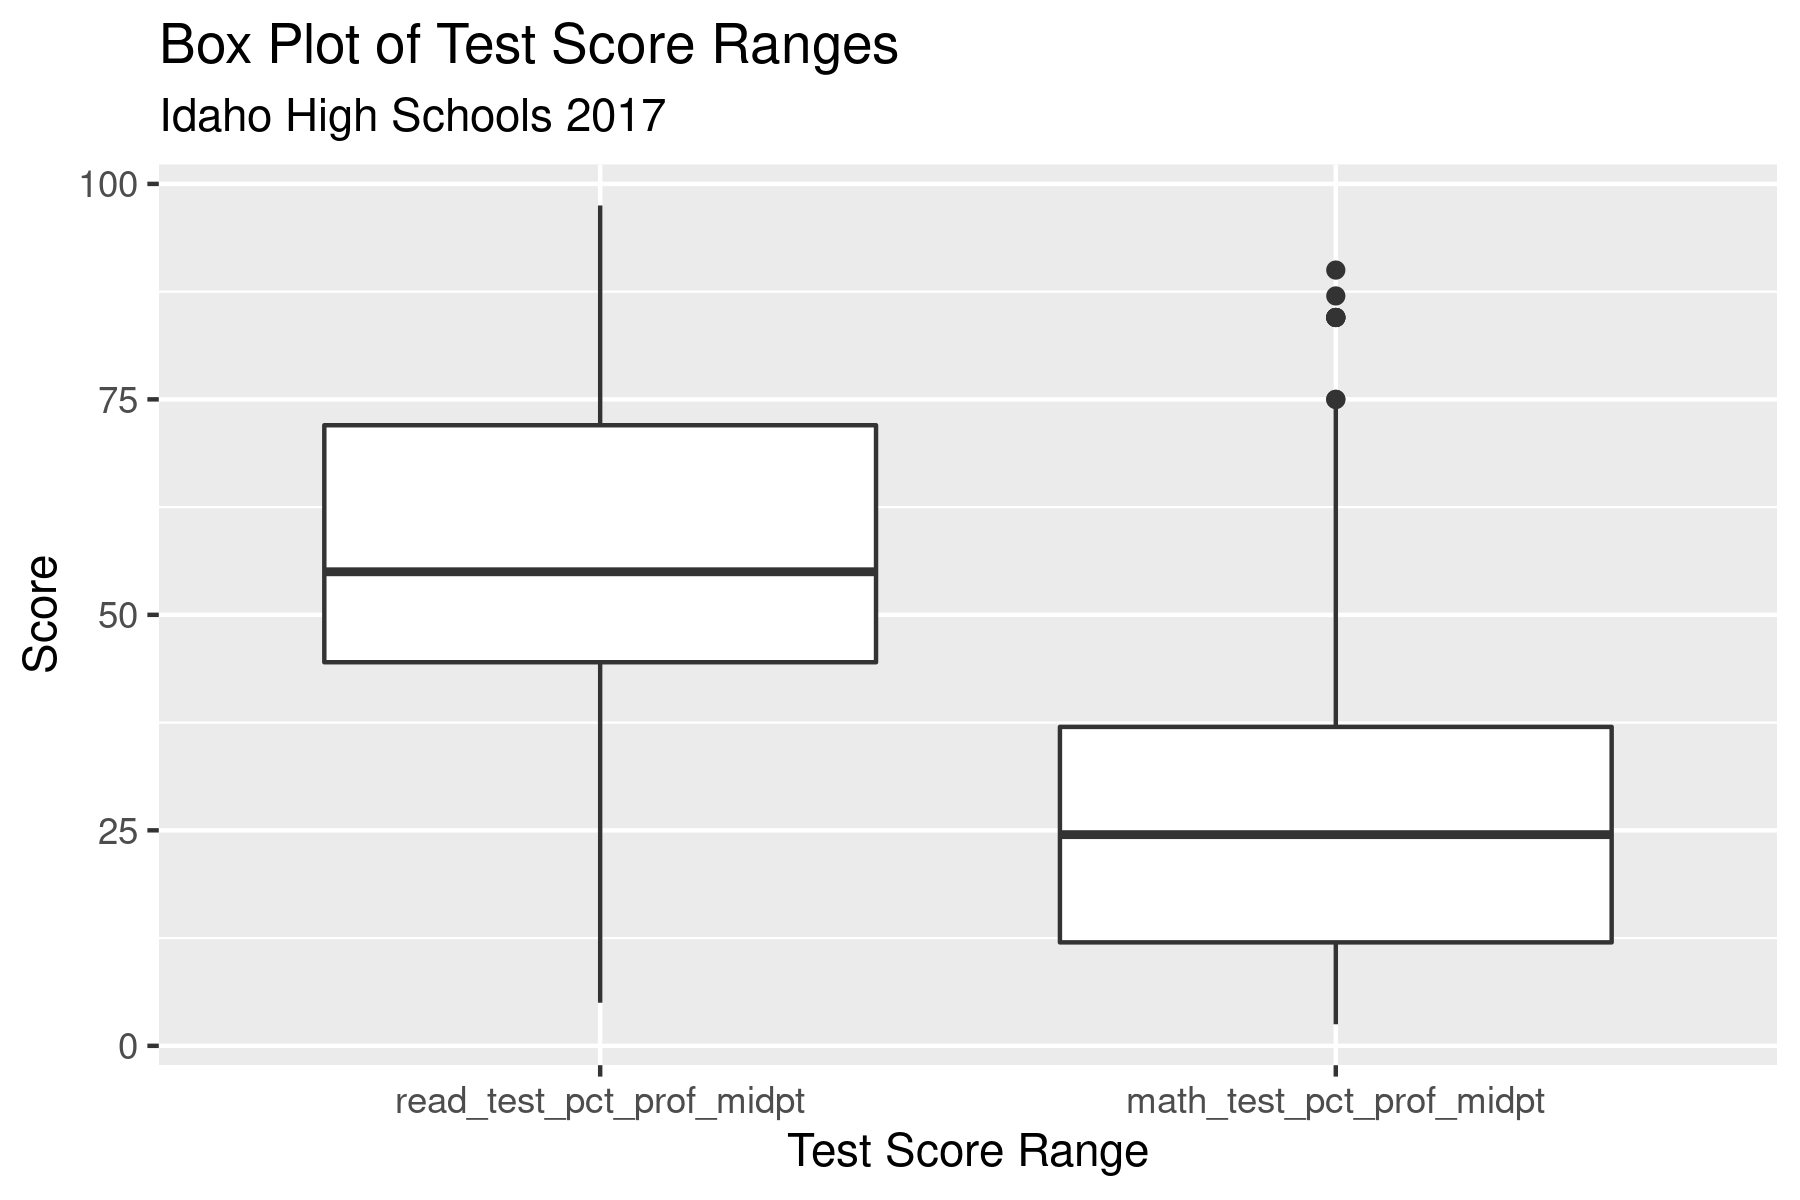 Box Plot of Test Score Ranges
Idaho High Schools 2017
Score
100
75
50
25
0
read_test_pct_prof_midpt math_test_pct_prof_midpt
Test Score Range